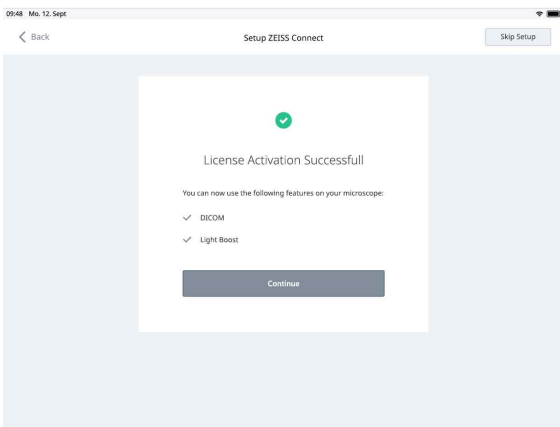 09:48 Mo. 12. Sept
Back
Setup ZEISS Connect
Skip Setup
License Activation Successfull
You can now use the following features on your microscope:
DICOM
Light Boost
Continue